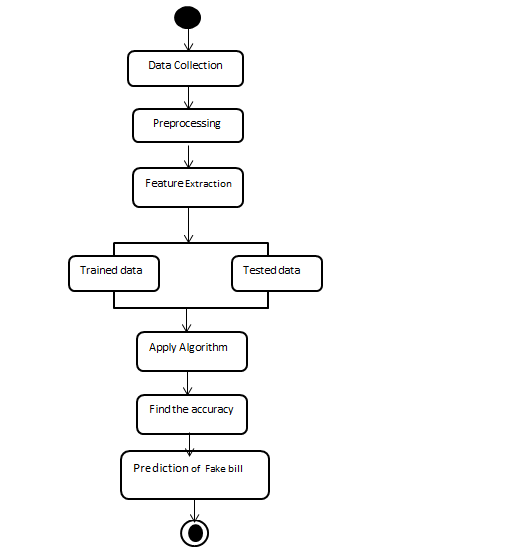 Data Collection
Preprocessing
Feature Extraction
Trained data
Tested data
Apply Algorithm
Find the accuracy
Prediction of Fake bill